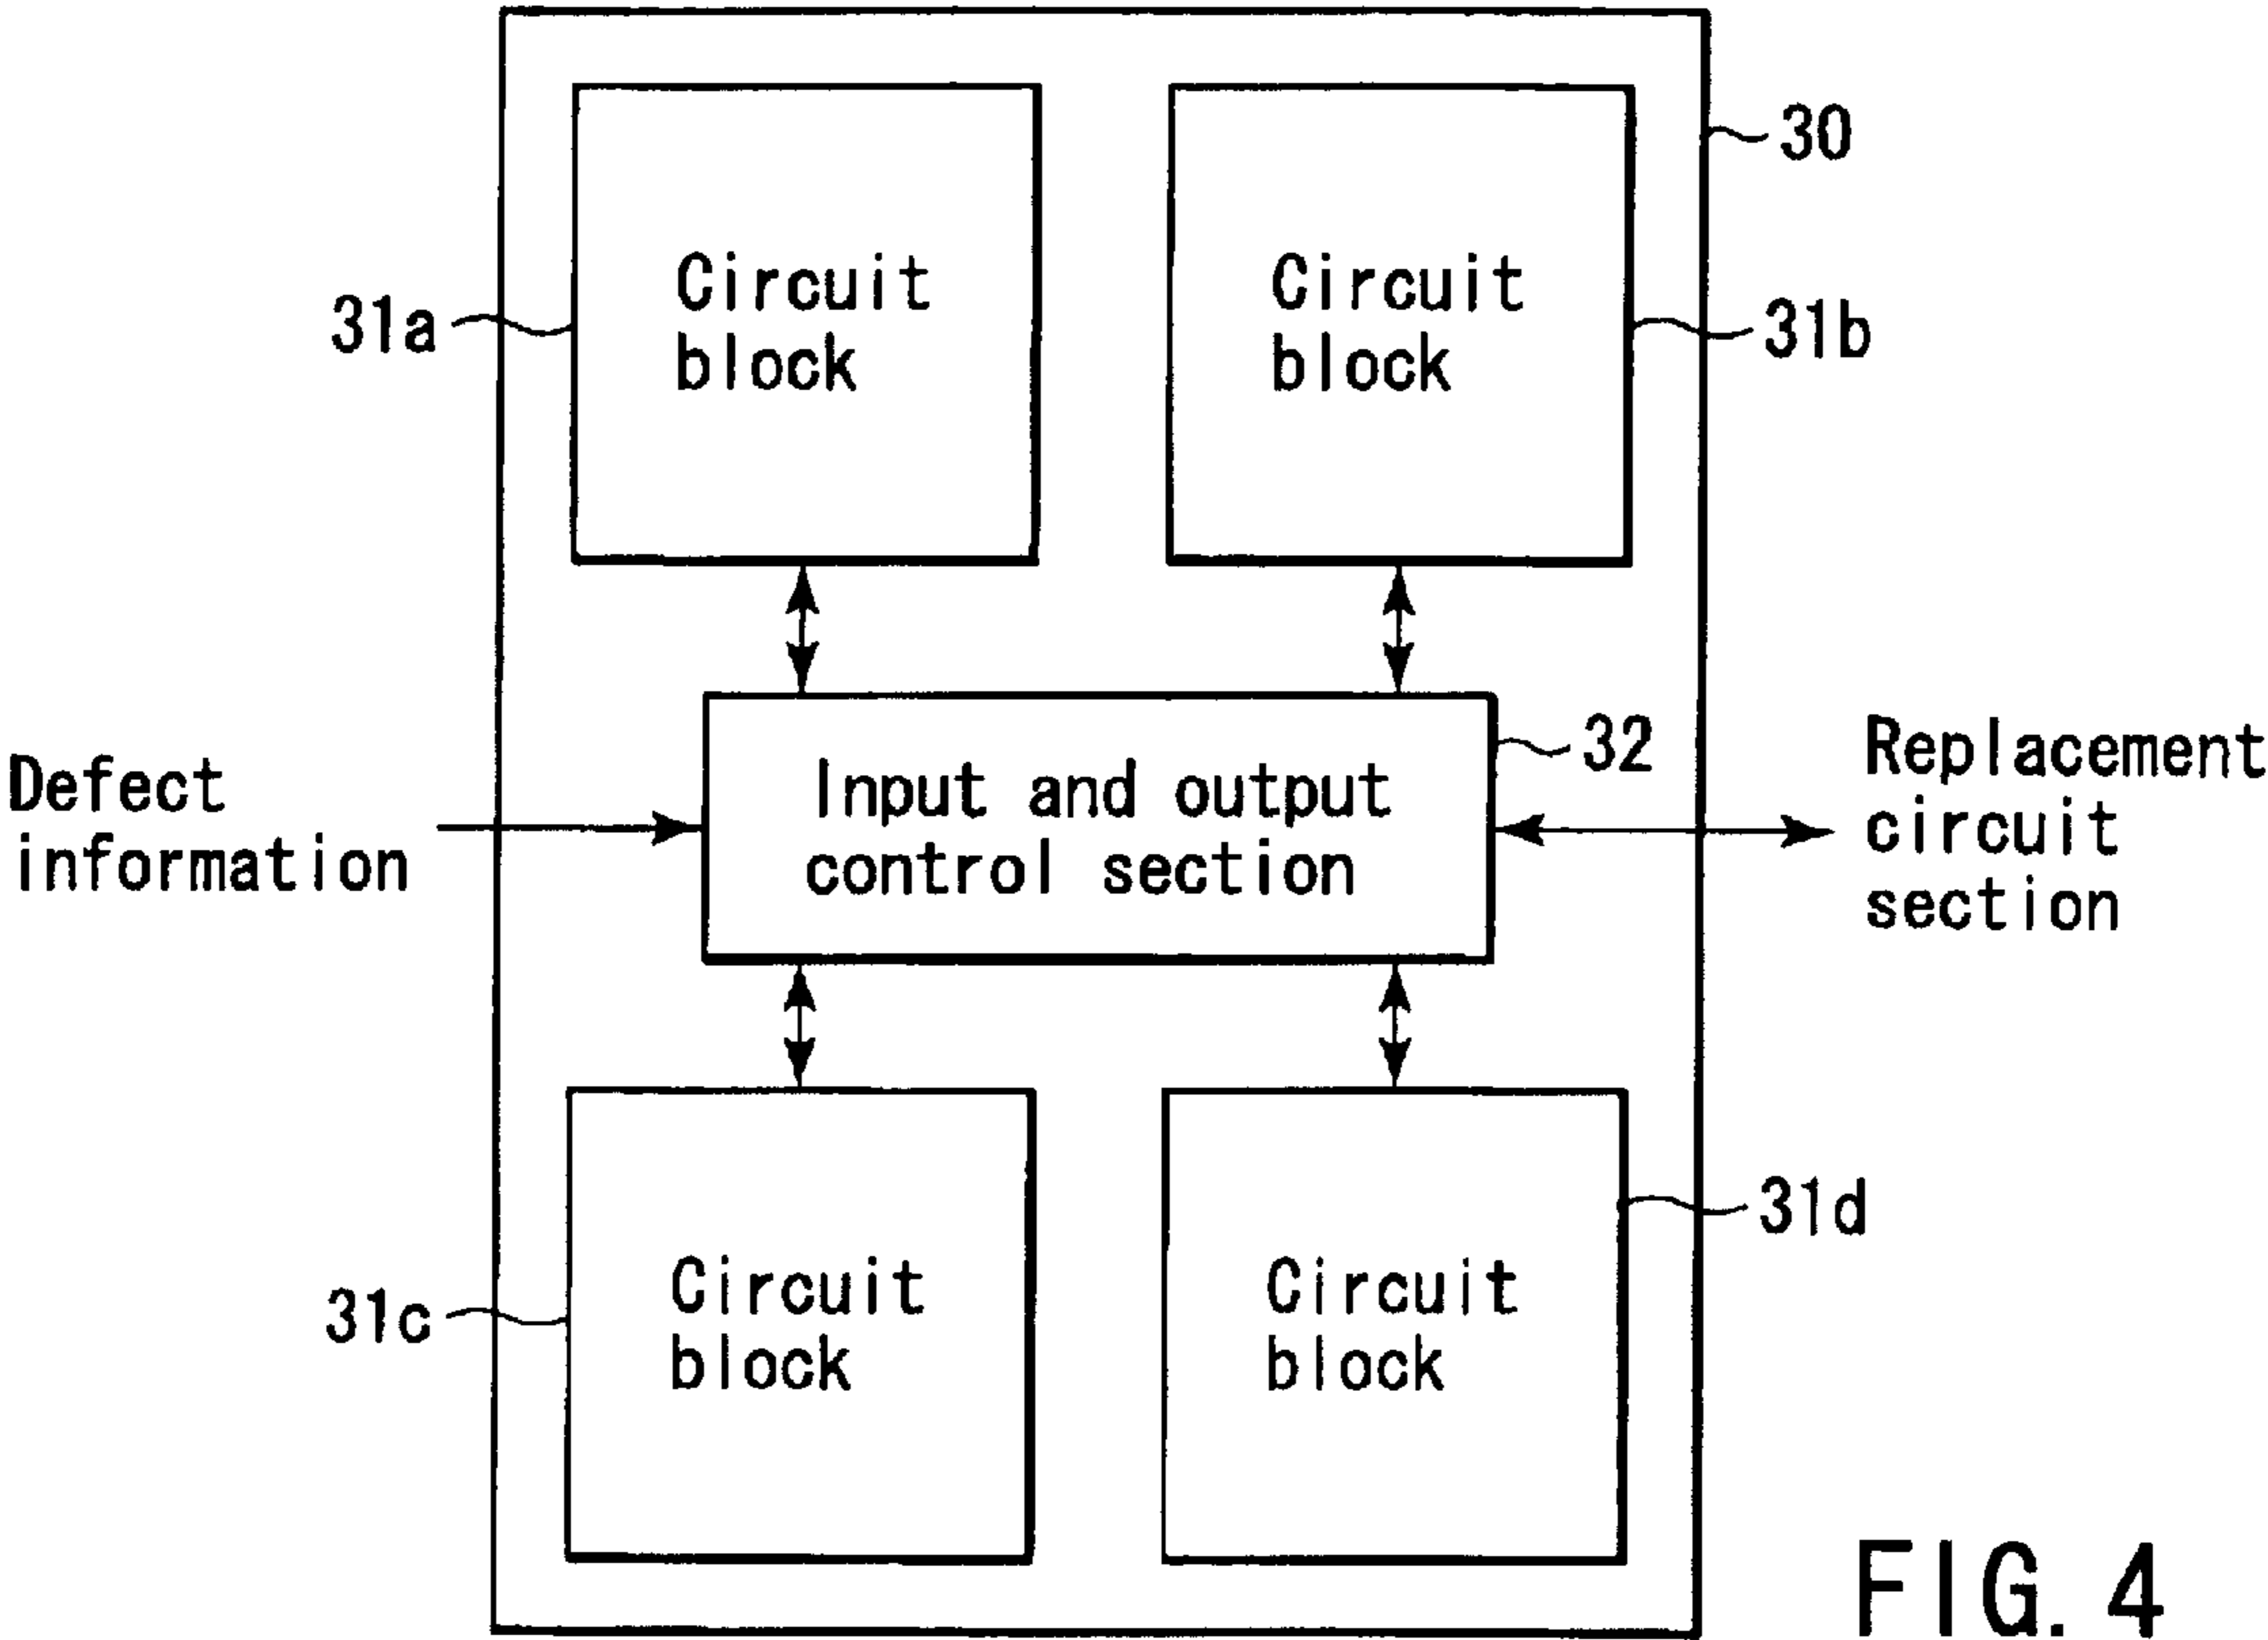 30
Circuit
block
31a
Circuit
block
31b
Defect
information
Input and output
control section
32
Replacement
circuit
section
Circuit
block
31c
Circuit
block
31d
FIG. 4